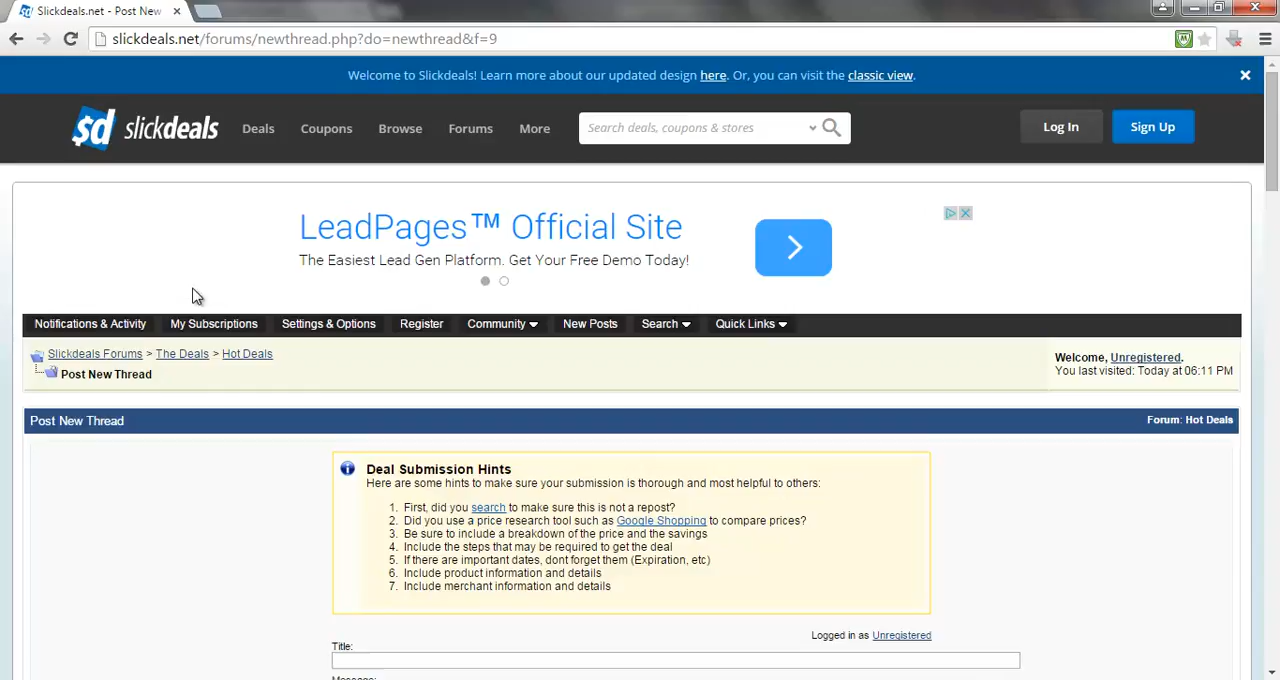 Slickdeals.net - Post New
slickdeals.net/forums/newthread.php?do=newthread&f=9
Welcome to Slickdeals! Learn more about our updated design here. Or, you can visit the classic view.
$d slickdeals Deals Coupons Browse Forums More Search deals, coupons & stores Log In Sign Up
LeadPages™ Official Site
The Easiest Lead Gen Platform. Get Your Free Demo Today!
Notifications & Activity My Subscriptions Settings & Options Register Community New Posts Search Quick Links
Slickdeals Forums > The Deals > Hot Deals
Post New Thread
Welcome, Unregistered.
You last visited: Today at 06:11 PM
Post New Thread Forum: Hot Deals
Deal Submission Hints
Here are some hints to make sure your submission is thorough and most helpful to others:
1. First, did you search to make sure this is not a repost?
2. Did you use a price research tool such as Google Shopping to compare prices?
3. Be sure to include a breakdown of the price and the savings
4. Include the steps that may be required to get the deal
5. If there are important dates, dont forget them (Expiration, etc)
6. Include product information and details
7. Include merchant information and details
Logged in as Unregistered
Title:
Message: